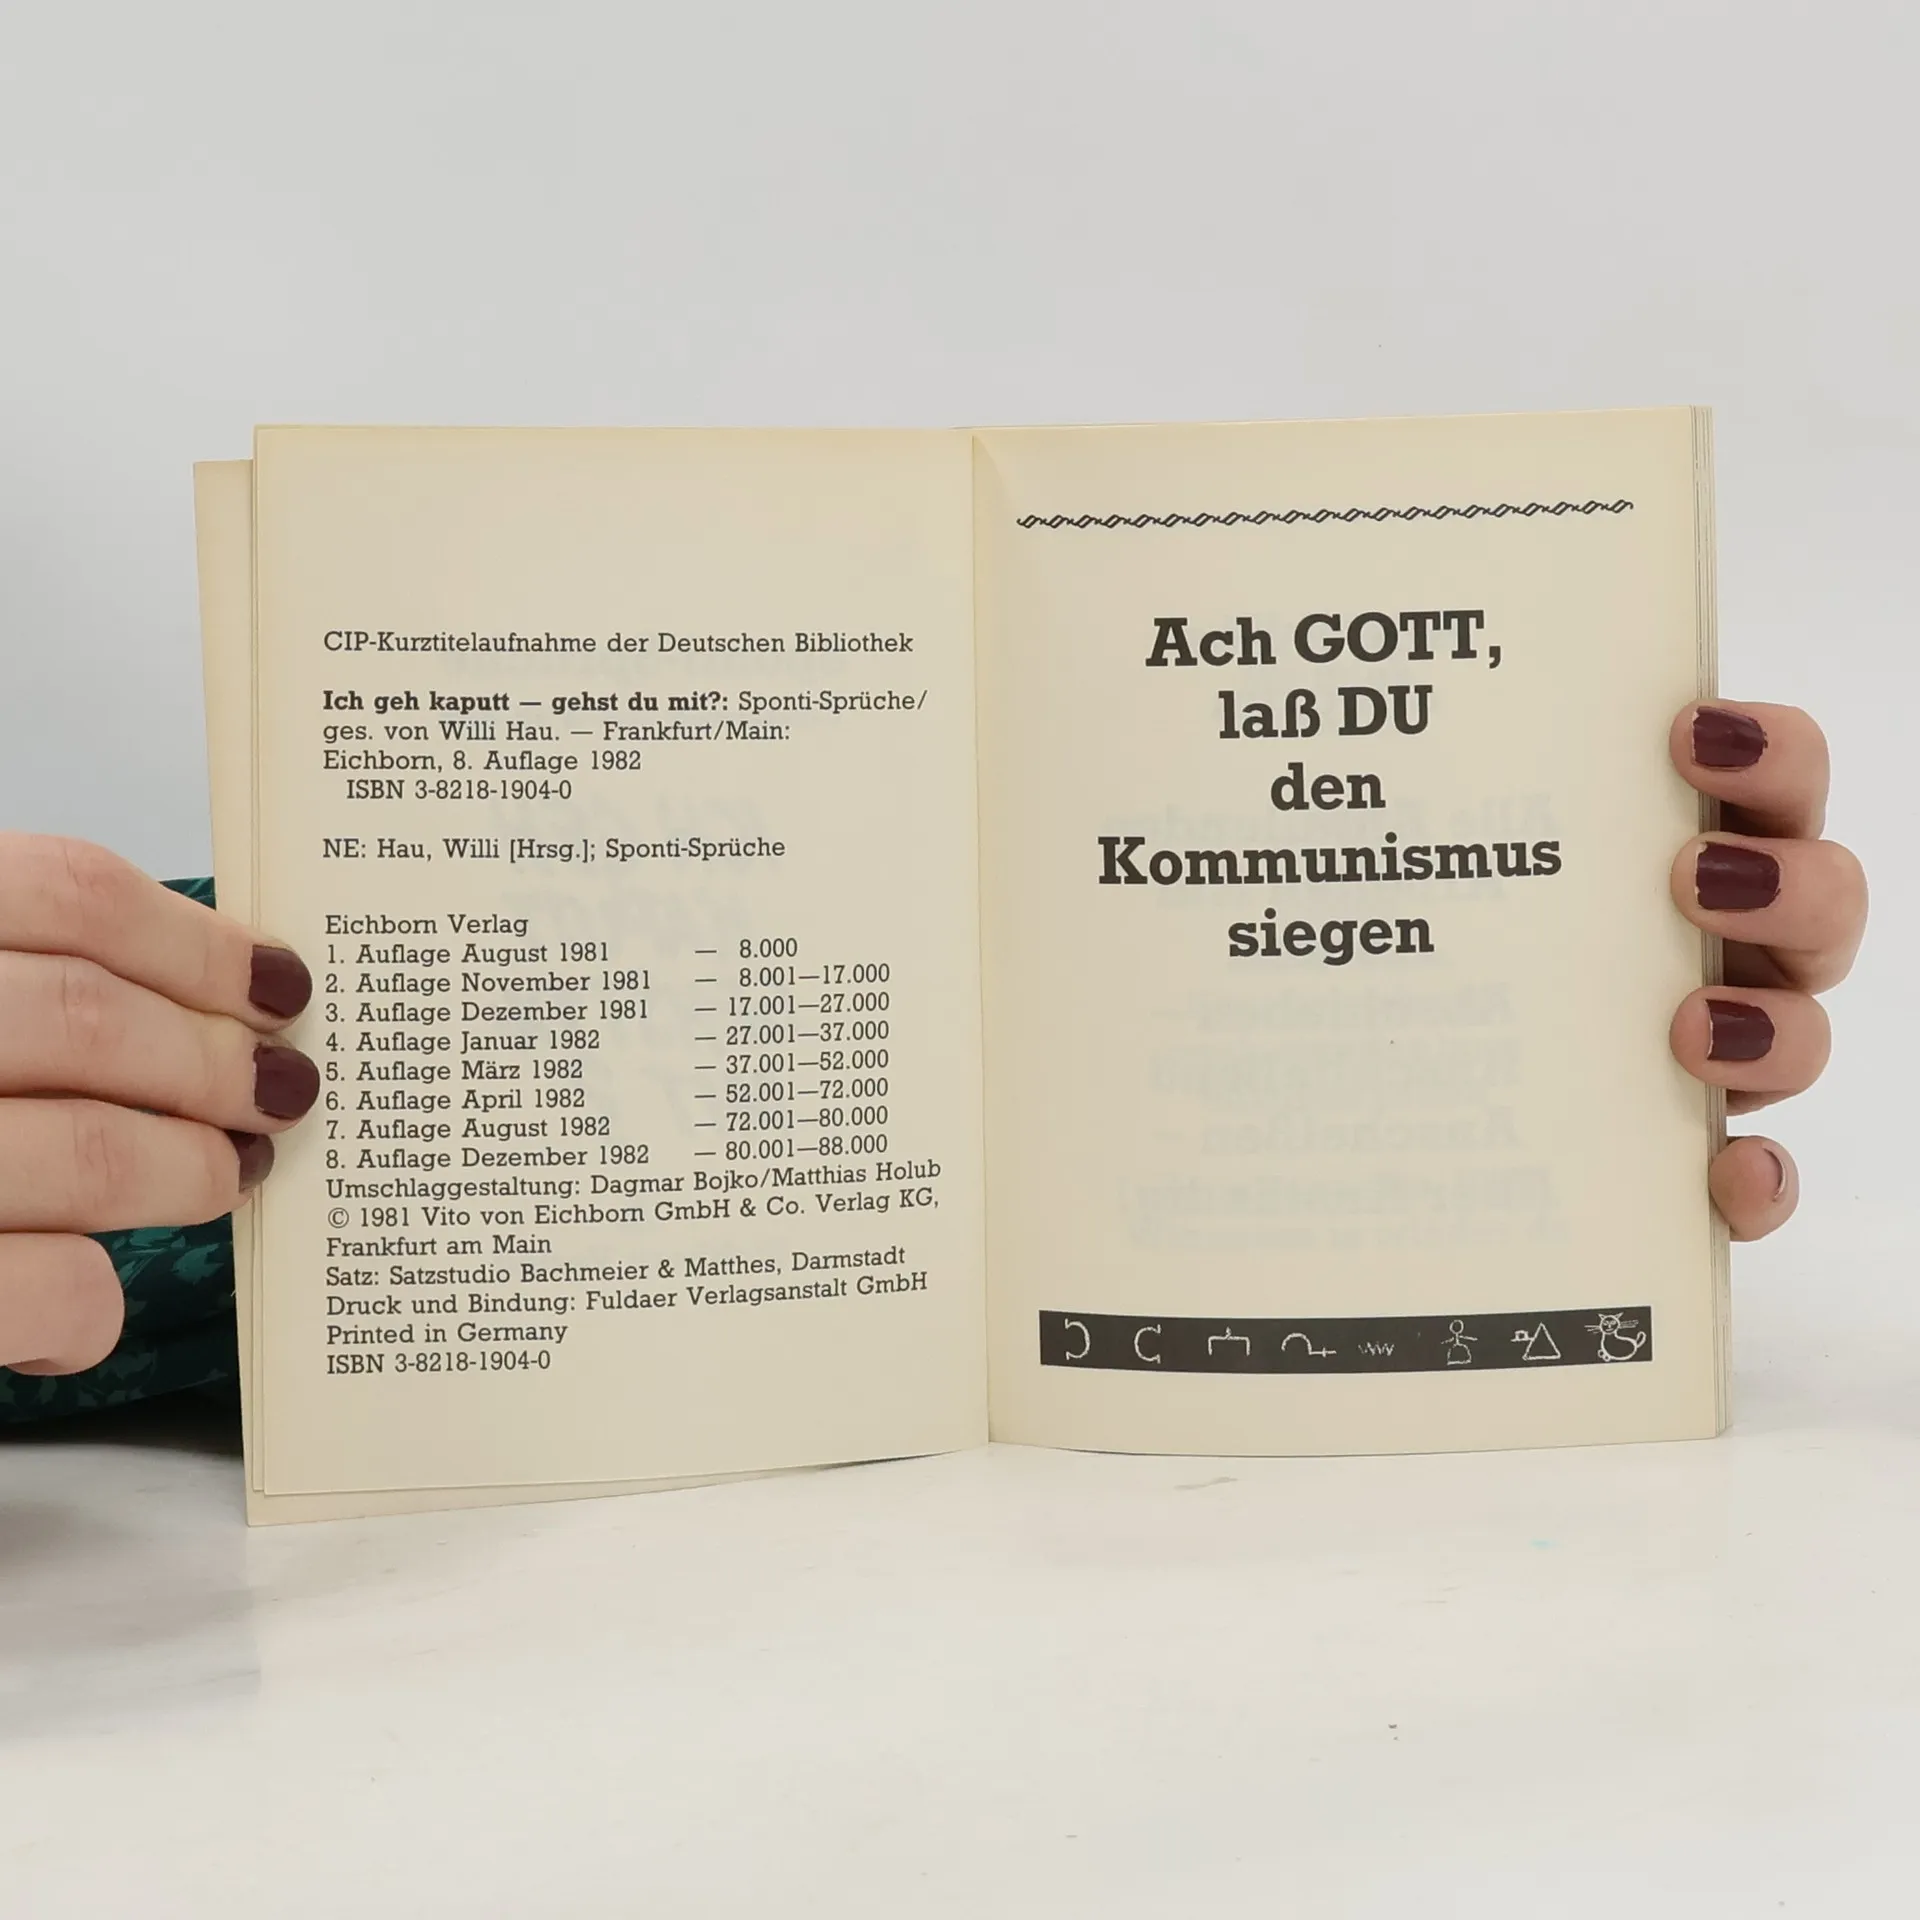 CIP-Kurztitelaufnahme der Deutschen Bibliothek
Ich geh kaputt — gehst du mit?: Sponti-Sprüche/
ges. von Willi Hau. — Frankfurt/Main:
Eichborn, 8. Auflage 1982
ISBN 3-8218-1904-0
NE: Hau, Willi [Hrsg.]; Sponti-Sprüche
Eichborn Verlag
1. Auflage August 1981 — 8.000
2. Auflage November 1981 — 8.001—17.000
3. Auflage Dezember 1981 — 17.001—27.000
4. Auflage Januar 1982 — 27.001—37.000
5. Auflage März 1982 — 37.001—52.000
6. Auflage April 1982 — 52.001—72.000
7. Auflage August 1982 — 72.001—80.000
8. Auflage Dezember 1982 — 80.001—88.000
Umschlaggestaltung: Dagmar Bojko/Matthias Holub
© 1981 Vito von Eichborn GmbH & Co. Verlag KG,
Frankfurt am Main
Satz: Satzstudio Bachmeier & Matthes, Darmstadt
Druck und Bindung: Fuldaer Verlagsanstalt GmbH
Printed in Germany
ISBN 3-8218-1904-0
Ach GOTT,
laß DU
den
Kommunismus
siegen